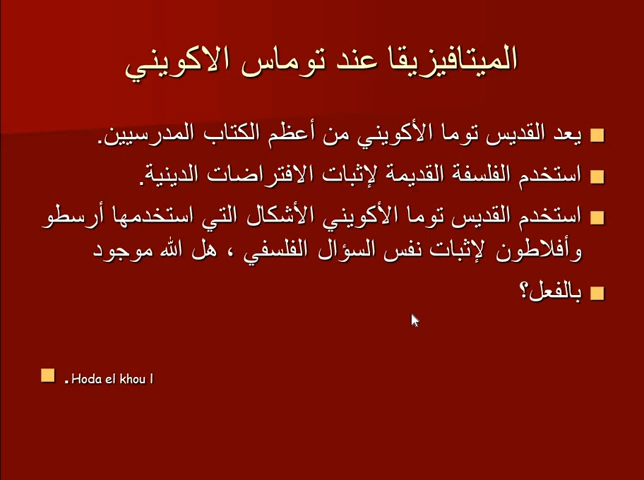 الميتافيزيقا عند توماس الاكويني
يعد القديس توما الأكويني من أعظم الكتاب المدرسيين.
استخدم الفلسفة القديمة لإثبات الافتراضات الدينية.
استخدم القديس توما الأكويني الأشكال التي استخدمها أرسطو
وأفلاطون لإثبات نفس السؤال الفلسفي ، هل الله موجود
بالفعل؟
. Hoda el khou l